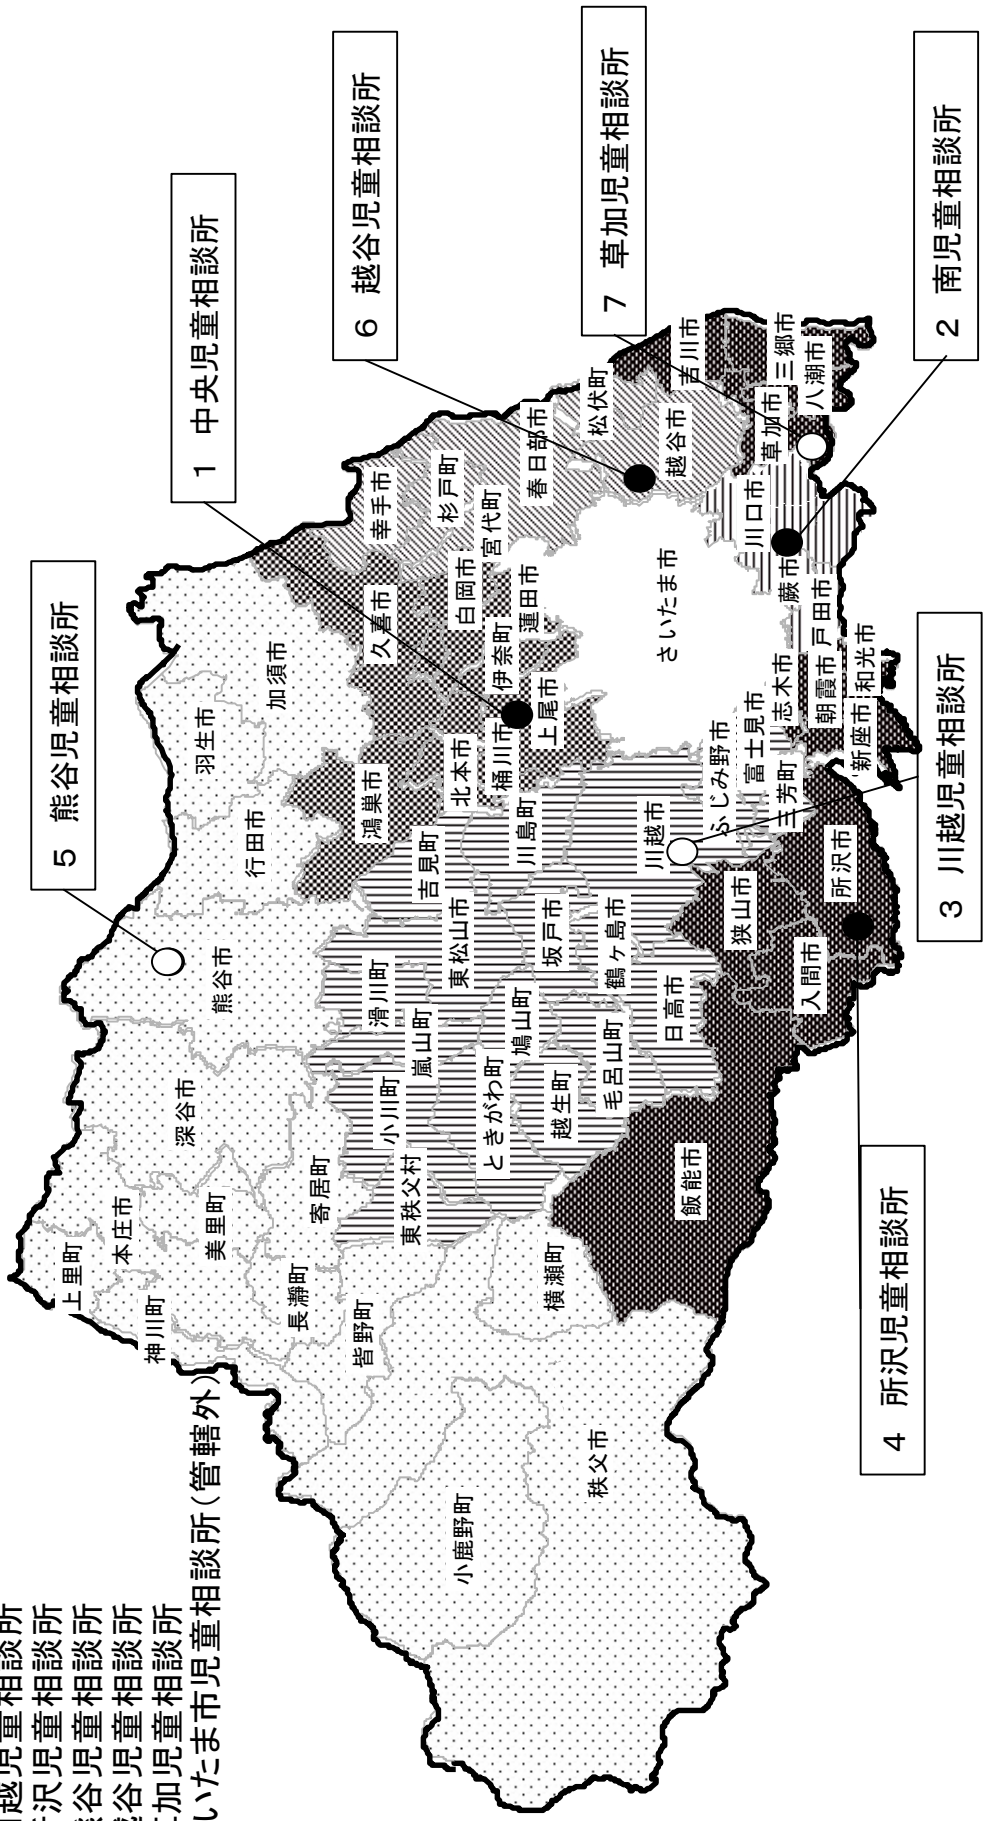 越児童相談所
沢児童相談所
谷児童相談所
谷児童相談所
加児童相談所
いたま市児童相談所（管轄外）
5 熊谷児童相談所
1 中央児童相談所
6 越谷児童相談所
7 草加児童相談所
2 南児童相談所
3 川越児童相談所
4 所沢児童相談所
上里町
本庄市
神川町
美里町
深谷市
熊谷市
行田市
羽生市
加須市
長瀞町
寄居町
皆野町
小鹿野町
秩父市
横瀬町
東秩父村
小川町
嵐山町
滑川町
ときがわ町
鳩山町
越生町
毛呂山町
東松山市
吉見町
川島町
坂戸市
鶴ヶ島市
日高市
川越市
ふじみ野市
富士見市
三芳町
飯能市
狭山市
入間市
所沢市
鴻巣市
北本市
桶川市
上尾市
伊奈町
蓮田市
白岡市
久喜市
宮代町
杉戸町
幸手市
春日部市
松伏町
越谷市
さいたま市
吉川市
三郷市
八潮市
草加市
川口市
蕨市
戸田市
志木市
朝霞市
和光市
新座市